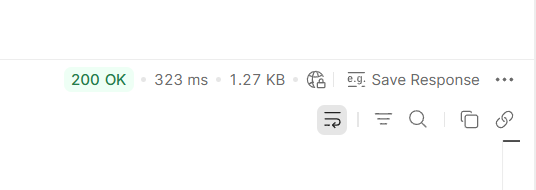 200 OK • 323 ms • 1.27 KB e.g. Save Response •••